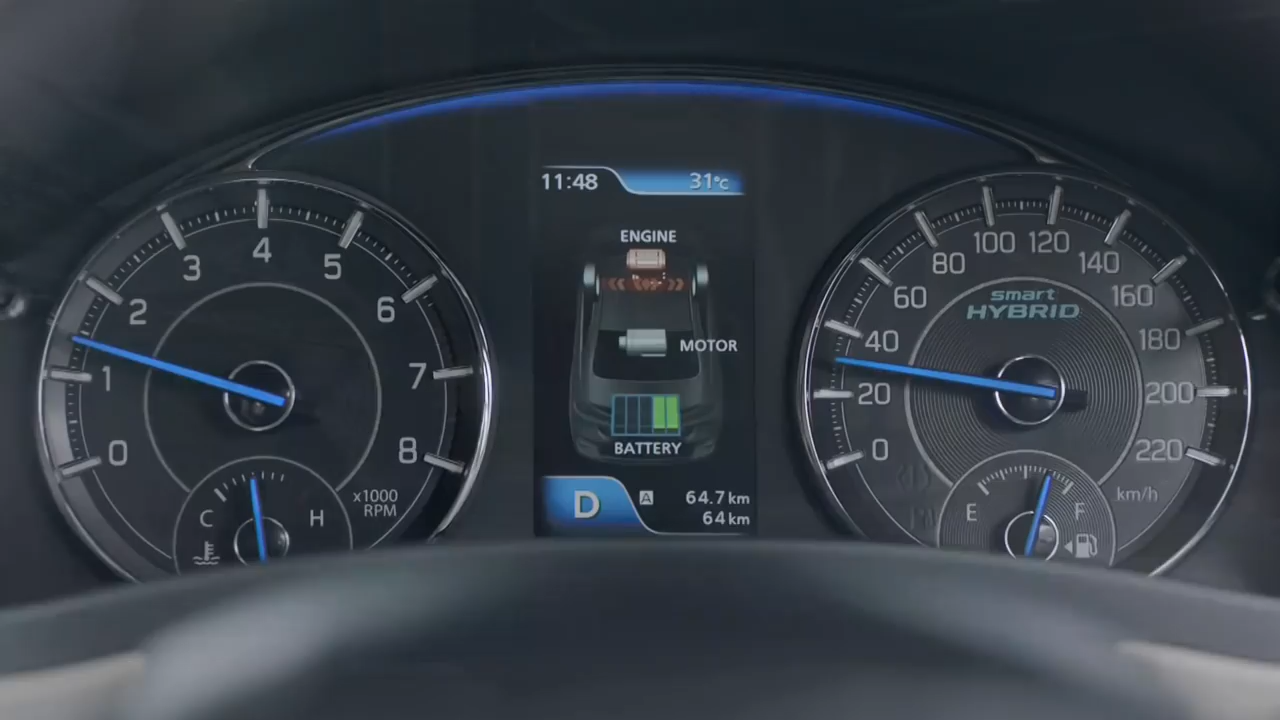 11:48 31°C
ENGINE
MOTOR
BATTERY
D A 64.7 km
64 km
0 1 2 3 4 5 6 7 8
x1000
RPM
C H
0 20 40 60 80 100 120 140 160 180 200 220
smart
HYBRID
km/h
E F